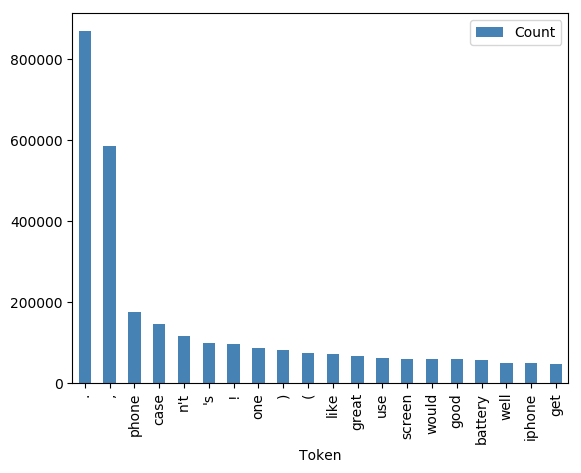 Count
800000
600000
400000
200000
0
.
,
phone
case
n't
's
!
one
)
(
like
great
use
screen
would
good
battery
well
iphone
get
Token